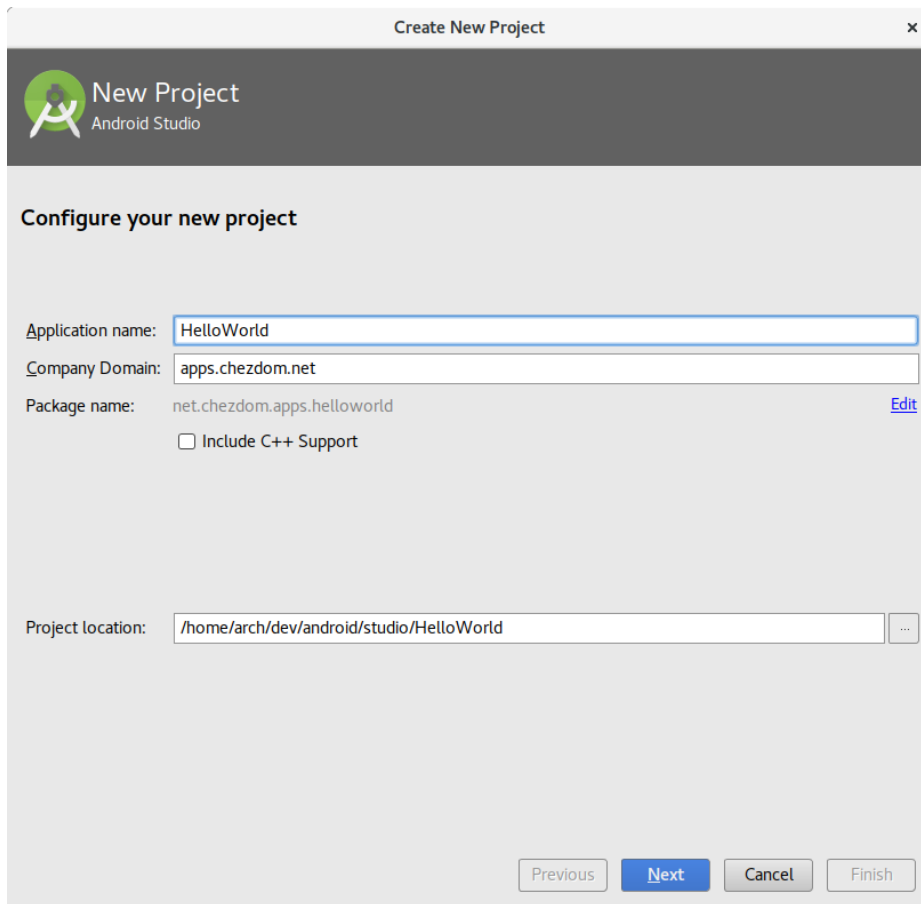 Create New Project ×
New Project
Android Studio
Configure your new project
Application name: HelloWorld
Company Domain: apps.chezdom.net
Package name: net.chezdom.apps.helloworld Edit
Include C++ Support
Project location: /home/arch/dev/android/studio/HelloWorld ...
Previous Next Cancel Finish